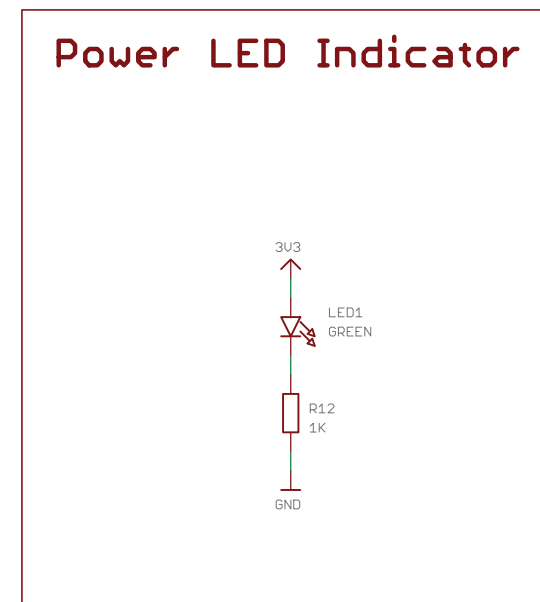 Power LED Indicator
3V3
LED1
GREEN
R12
1K
GND